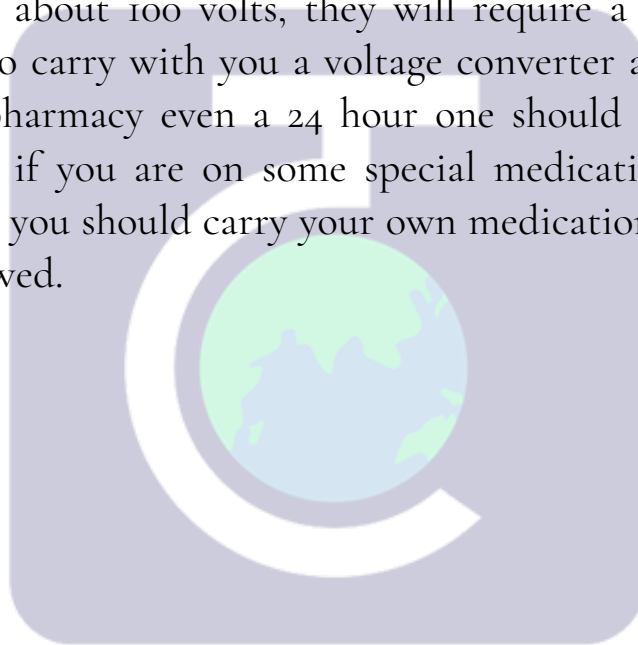 about 100 volts, they will require a
o carry with you a voltage converter a
pharmacy even a 24 hour one should
if you are on some special medicati
you should carry your own medication
wed.